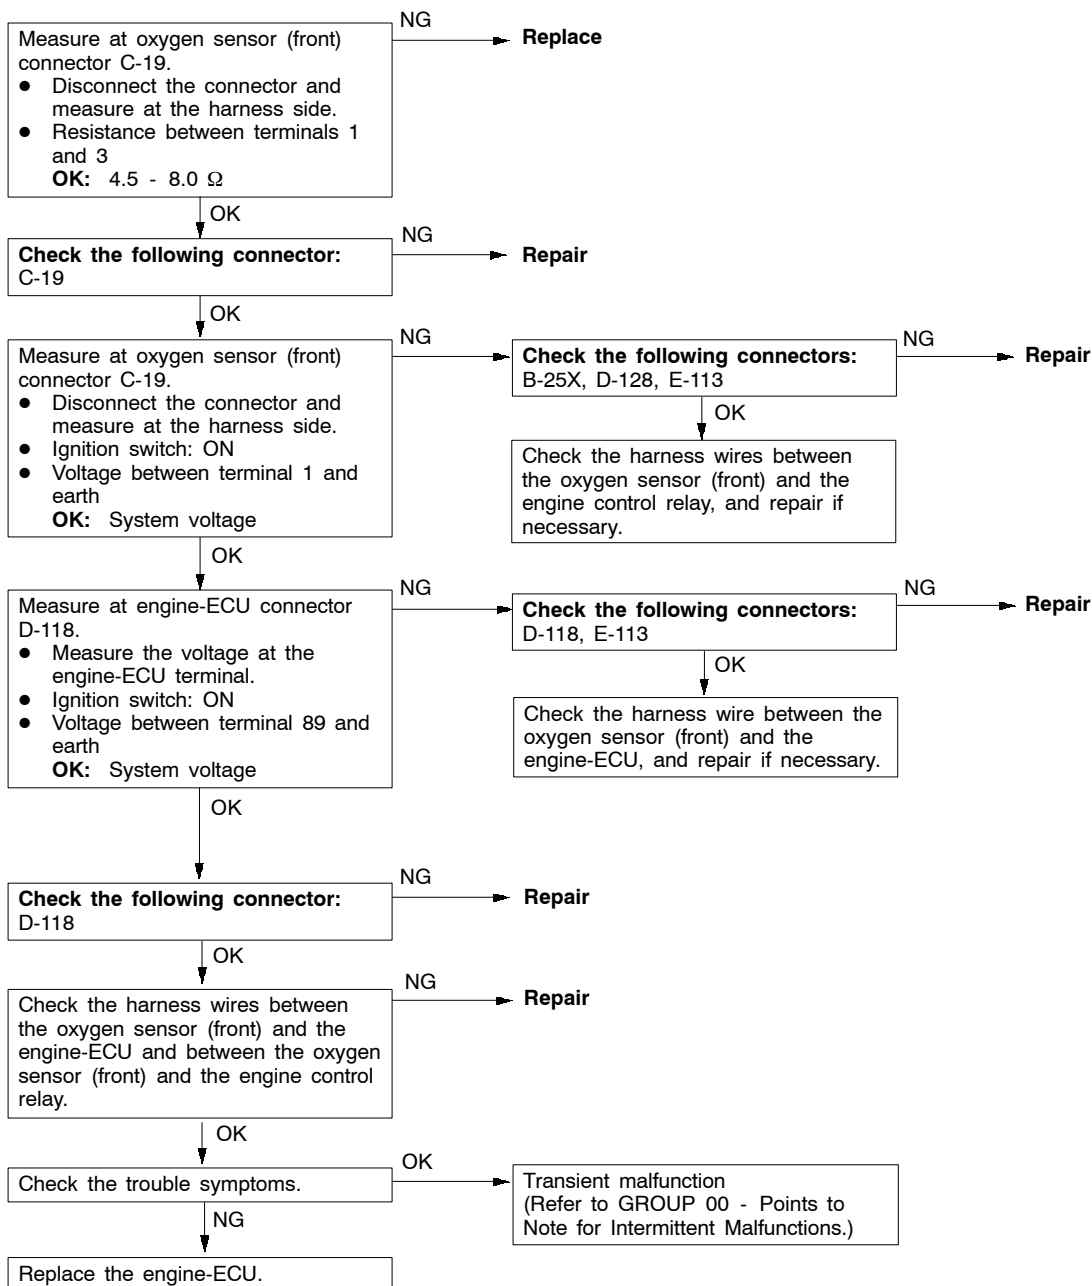 NG
Measure at oxygen sensor (front)
connector C-19.
● Disconnect the connector and
measure at the harness side.
● Resistance between terminals 1
and 3
OK: 4.5 - 8.0 Ω
Replace
OK
Check the following connector:
C-19
NG
Repair
OK
Measure at oxygen sensor (front)
connector C-19.
● Disconnect the connector and
measure at the harness side.
● Ignition switch: ON
● Voltage between terminal 1 and
earth
OK: System voltage
NG
Check the following connectors:
B-25X, D-128, E-113
NG
Repair
OK
Check the harness wires between
the oxygen sensor (front) and the
engine control relay, and repair if
necessary.
OK
Measure at engine-ECU connector
D-118.
● Measure the voltage at the
engine-ECU terminal.
● Ignition switch: ON
● Voltage between terminal 89 and
earth
OK: System voltage
NG
Check the following connectors:
D-118, E-113
NG
Repair
OK
Check the harness wire between the
oxygen sensor (front) and the
engine-ECU, and repair if necessary.
OK
Check the following connector:
D-118
NG
Repair
OK
Check the harness wires between
the oxygen sensor (front) and the
engine-ECU and between the oxygen
sensor (front) and the engine control
relay.
NG
Repair
OK
Check the trouble symptoms.
OK
Transient malfunction
(Refer to GROUP 00 - Points to
Note for Intermittent Malfunctions.)
NG
Replace the engine-ECU.